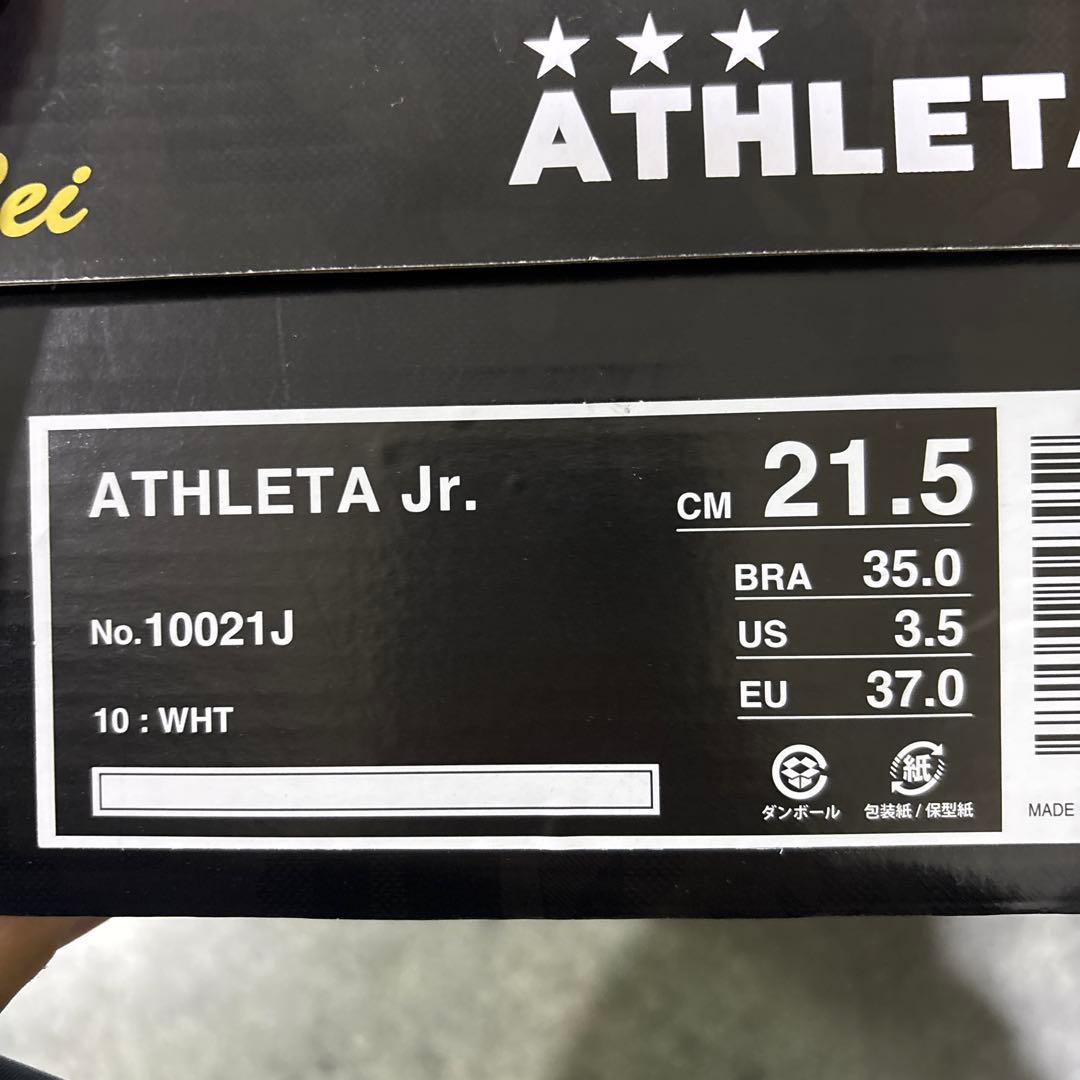 ATHLETA
ei
ATHLETA Jr.
CM 21.5
BRA 35.0
No.10021J
US 3.5
EU 37.0
10 : WHT
紙
ダンボール 包装紙 / 保型紙
MADE